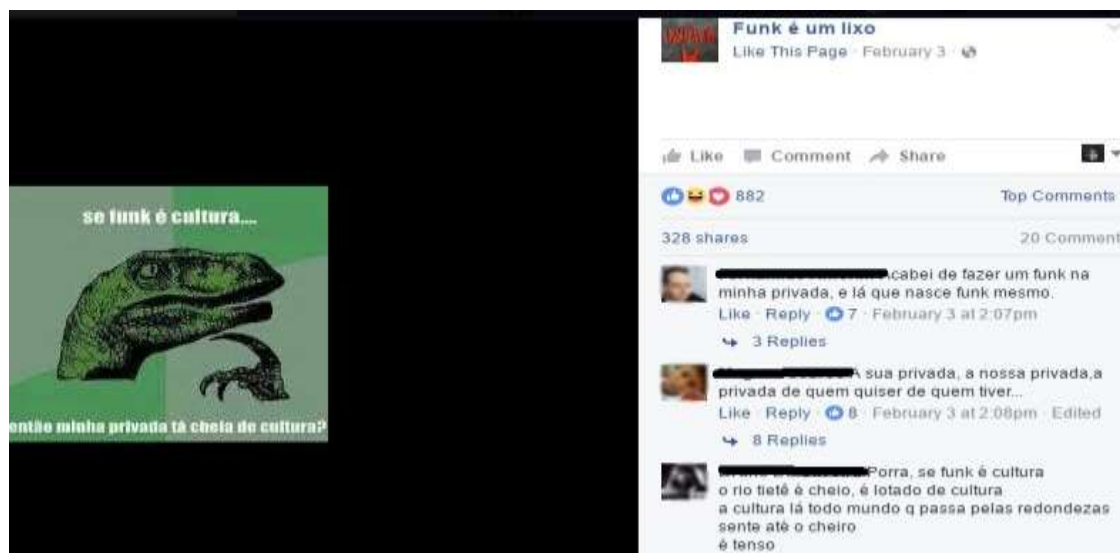 se funk é cultura....
então minha privada tá cheia de cultura?
Funk é um lixo
Like This Page · February 3 ·
Like Comment Share
882 Top Comments
328 shares 20 Comment
cabei de fazer um funk na
minha privada, e lá que nasce funk mesmo.
Like · Reply · 7 · February 3 at 2:07pm
3 Replies
A sua privada, a nossa privada,a
privada de quem quiser de quem tiver...
Like · Reply · 8 · February 3 at 2:08pm · Edited
8 Replies
Porra, se funk é cultura
o rio tietê é cheio, é lotado de cultura
a cultura lá todo mundo q passa pelas redondezas
sente até o cheiro
é tenso